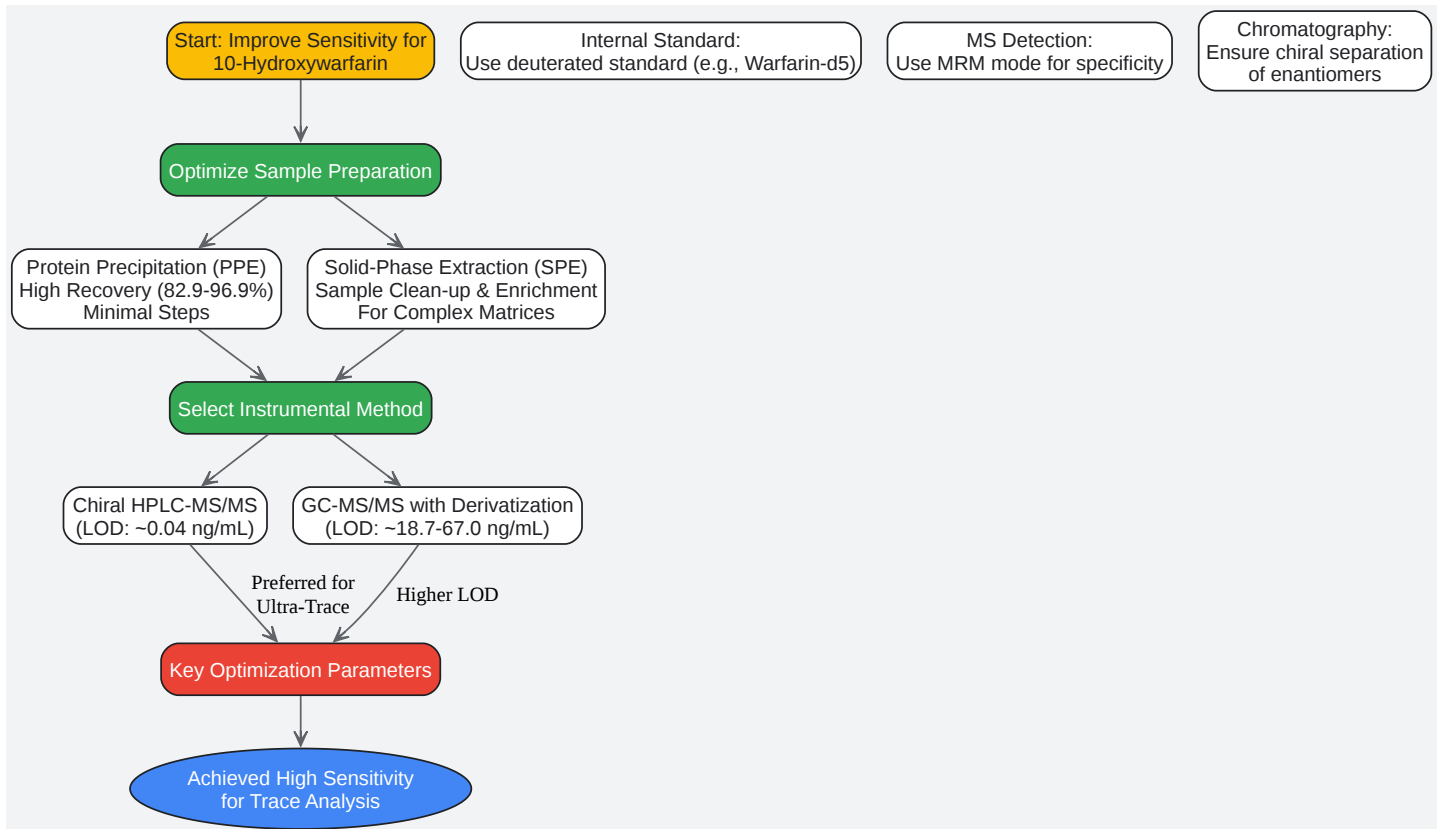 Start: Improve Sensitivity for
10-Hydroxywarfarin
Internal Standard:
Use deuterated standard (e.g., Warfarin-d5)
MS Detection:
Use MRM mode for specificity
Chromatography:
Ensure chiral separation
of enantiomers
Optimize Sample Preparation
Protein Precipitation (PPE)
High Recovery (82.9-96.9%)
Minimal Steps
Solid-Phase Extraction (SPE)
Sample Clean-up & Enrichment
For Complex Matrices
Select Instrumental Method
Chiral HPLC-MS/MS
(LOD: ~0.04 ng/mL)
GC-MS/MS with Derivatization
(LOD: ~18.7-67.0 ng/mL)
Preferred for
Ultra-Trace
Higher LOD
Key Optimization Parameters
Achieved High Sensitivity
for Trace Analysis